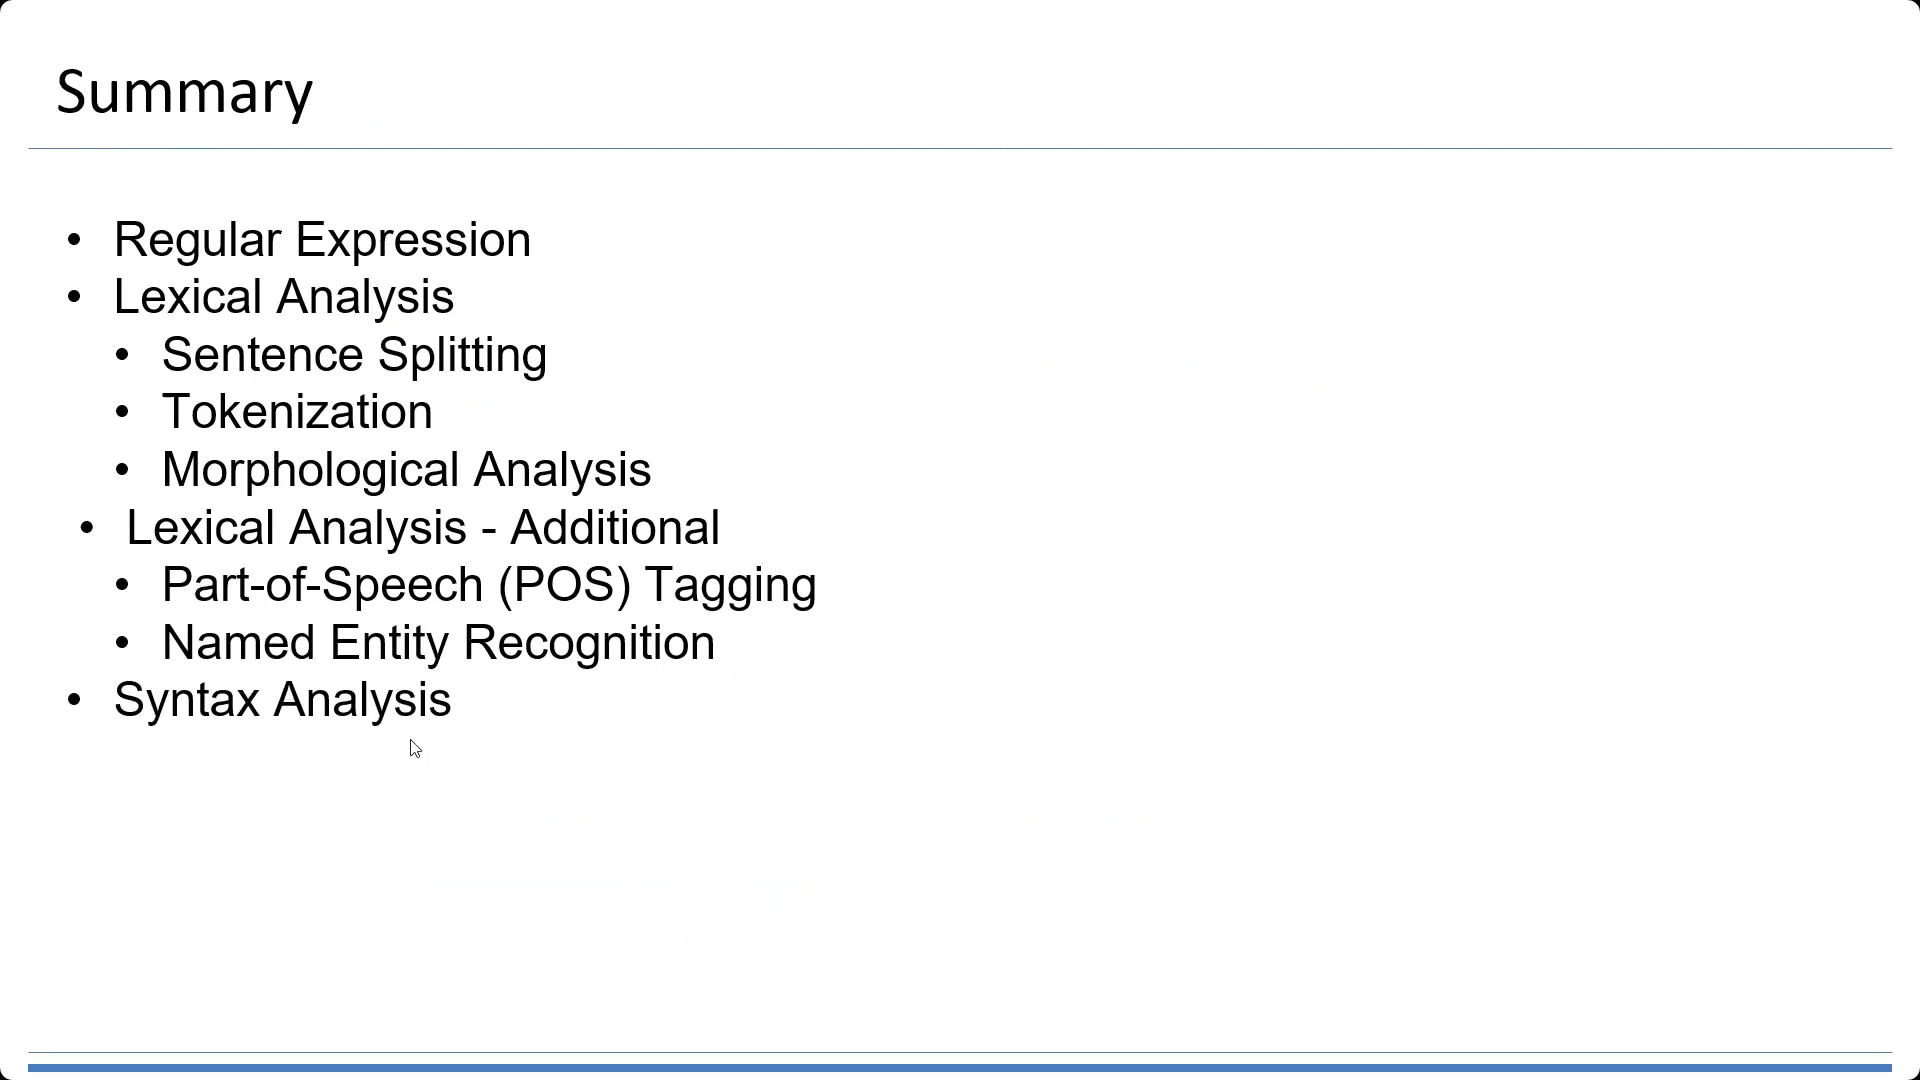 Summary
• Regular Expression
• Lexical Analysis
• Sentence Splitting
• Tokenization
• Morphological Analysis
• Lexical Analysis - Additional
• Part-of-Speech (POS) Tagging
• Named Entity Recognition
• Syntax Analysis